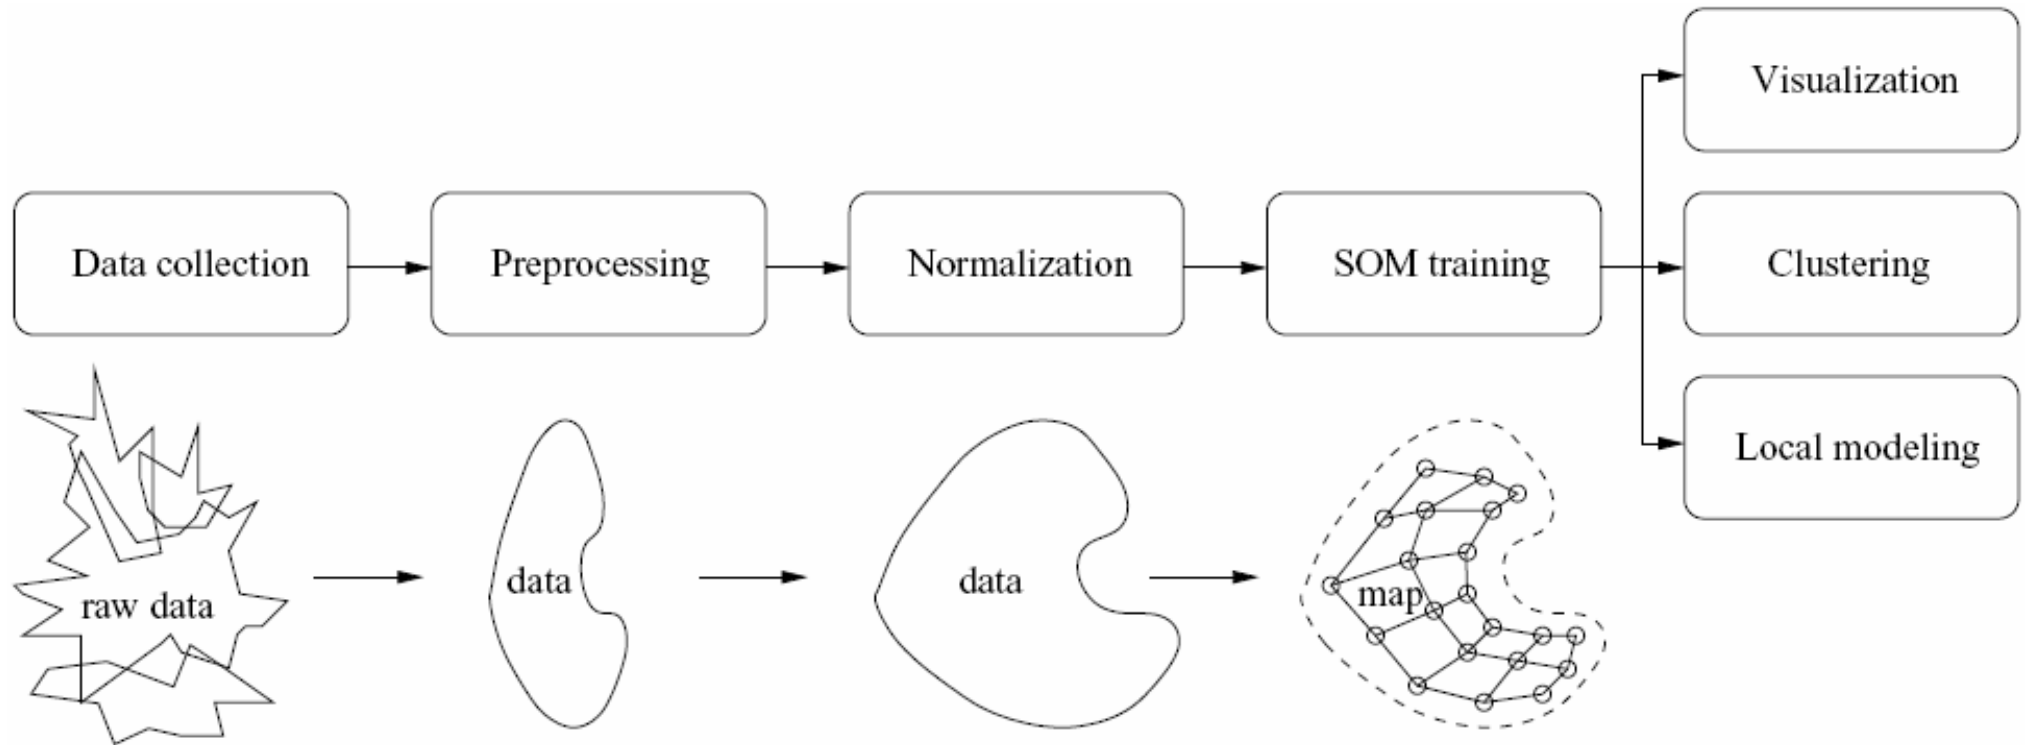 Visualization
Data collection
Preprocessing
Normalization
SOM training
Clustering
Local modeling
raw data
data
data
map